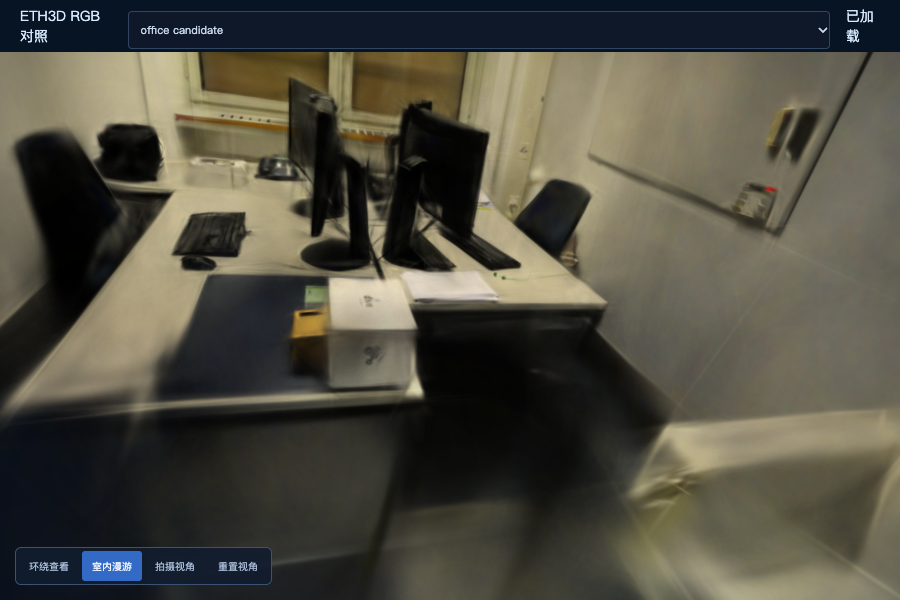 ETH3D RGB
对照
office candidate
已加
载
环绕查看
室内漫游
拍摄视角
重置视角